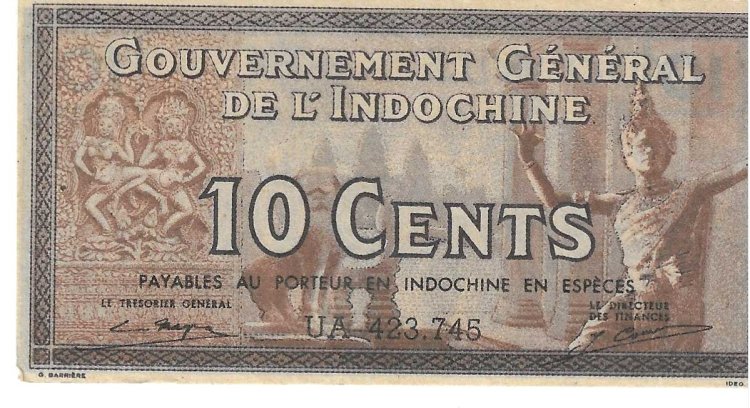 GOUVERNEMENT GÉNÉRAL
DE L'INDOCHINE
10 CENTS
PAYABLES AU PORTEUR EN INDOCHINE EN ESPÈCES
LE TRESORIER GÉNÉRAL
LE DIRECTEUR
DES FINANCES
UA 423.745
G. BARRIÈRE
IDEO